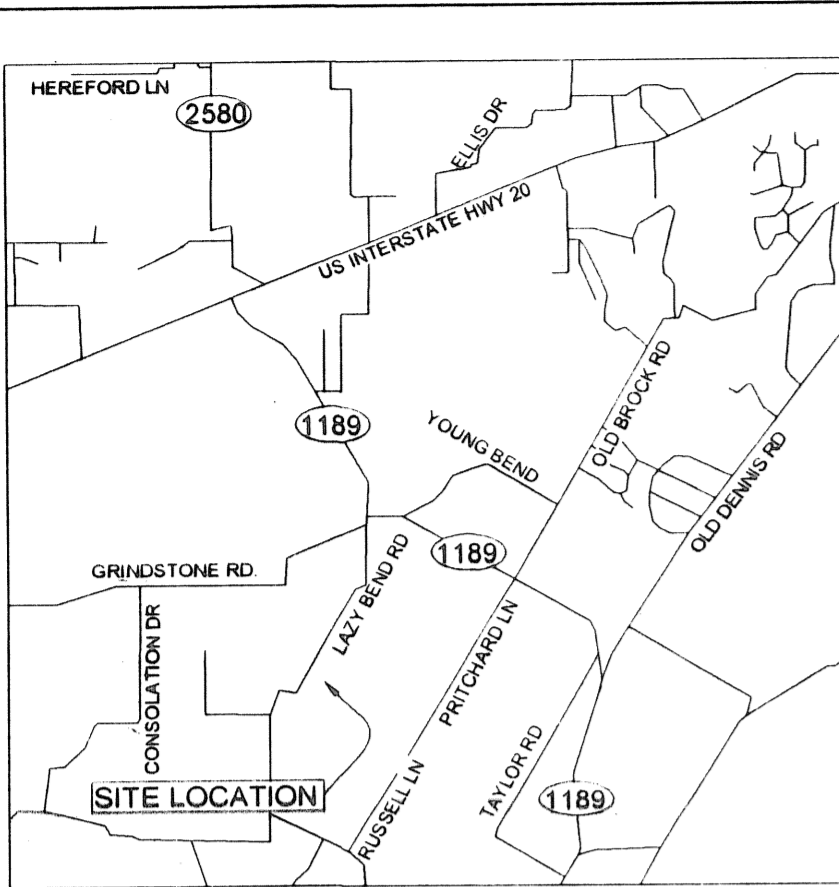 HEREFORD LN
2580
ELLIS DR
US INTERSTATE HWY 20
1189
YOUNG BEND
OLD BROCK RD
OLD DENNIS RD
1189
GRINDSTONE RD.
LAZY BEND RD
CONSOLATION DR
PRITCHARD LN
TAYLOR RD
SITE LOCATION
RUSSELL LN
1189